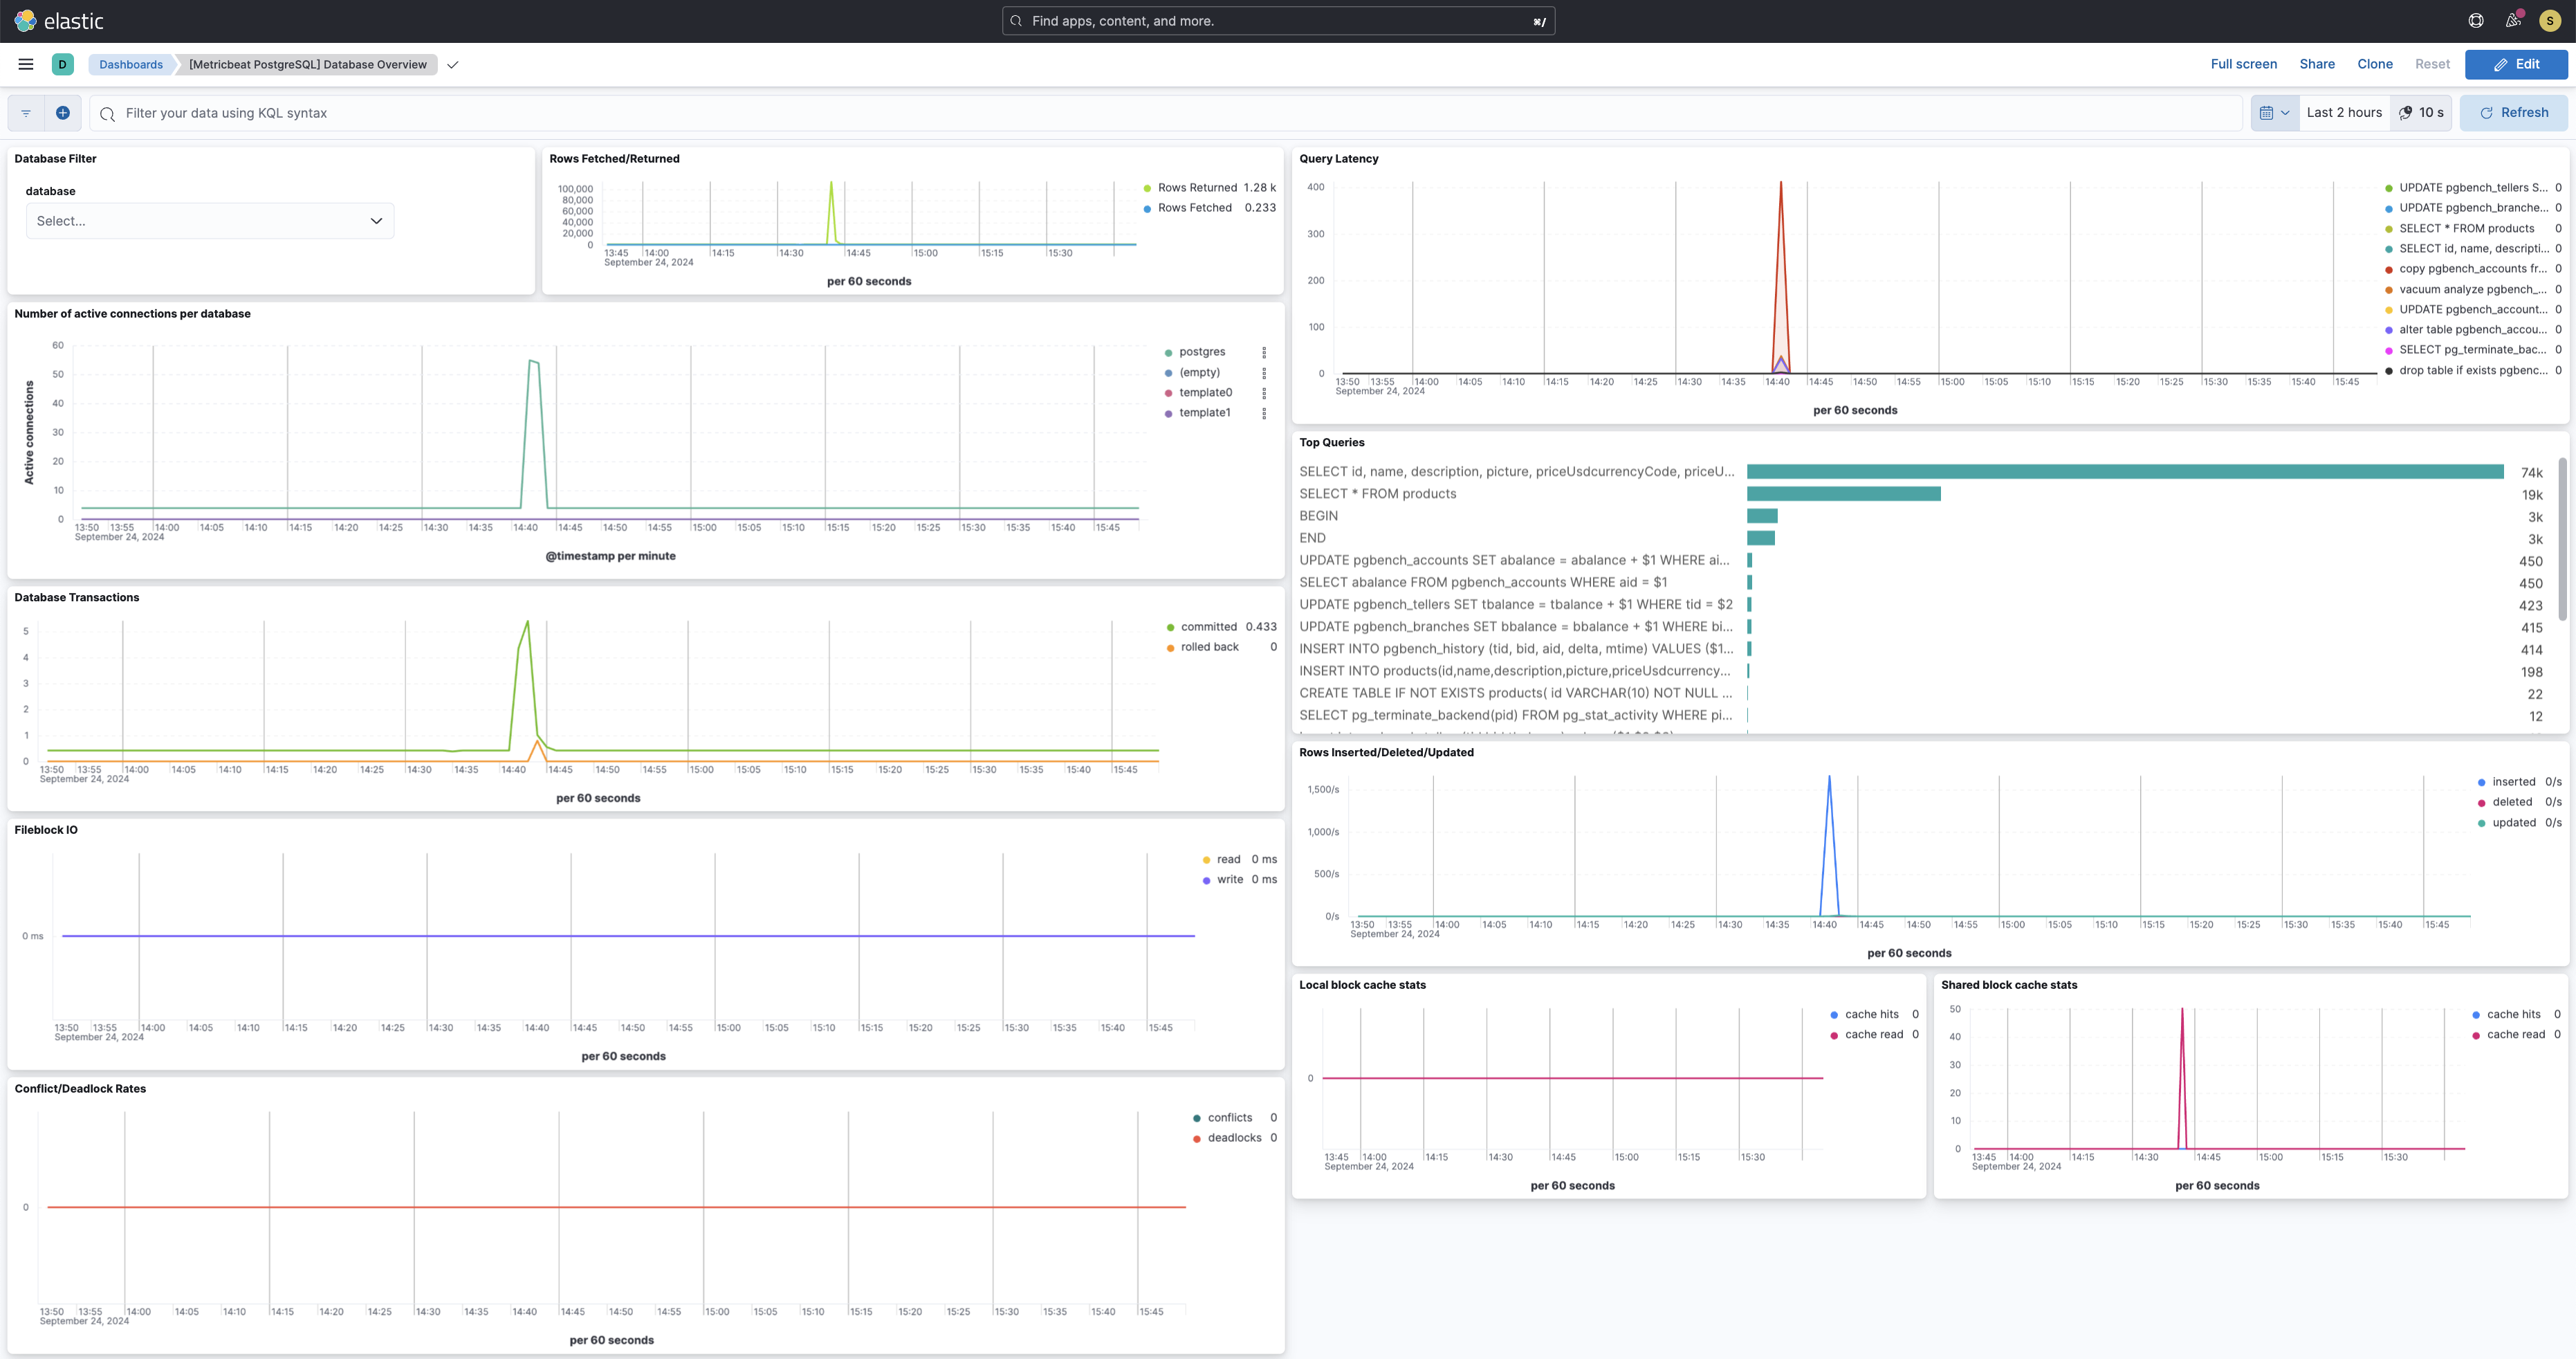 elastic
Find apps, content, and more.
⌘/
S
D
Dashboards
[Metricbeat PostgreSQL] Database Overview
Full screen
Share
Clone
Reset
Edit
Filter your data using KQL syntax
Last 2 hours
10 s
Refresh
Database Filter
database
Select...
Rows Fetched/Returned
100,000
80,000
60,000
40,000
20,000
0
13:45 14:00 14:15 14:30 14:45 15:00 15:15 15:30
September 24, 2024
per 60 seconds
Rows Returned 1.28 k
Rows Fetched 0.233
Query Latency
400
300
200
100
0
13:50 13:55 14:00 14:05 14:10 14:15 14:20 14:25 14:30 14:35 14:40 14:45 14:50 14:55 15:00 15:05 15:10 15:15 15:20 15:25 15:30 15:35 15:40 15:45
September 24, 2024
per 60 seconds
UPDATE pgbench_tellers S... 0
UPDATE pgbench_branche... 0
SELECT * FROM products 0
SELECT id, name, descripti... 0
copy pgbench_accounts fr... 0
vacuum analyze pgbench_... 0
UPDATE pgbench_account... 0
alter table pgbench_accou... 0
SELECT pg_terminate_bac... 0
drop table if exists pgbenc... 0
Number of active connections per database
Active connections
60
50
40
30
20
10
0
13:50 13:55 14:00 14:05 14:10 14:15 14:20 14:25 14:30 14:35 14:40 14:45 14:50 14:55 15:00 15:05 15:10 15:15 15:20 15:25 15:30 15:35 15:40 15:45
September 24, 2024
@timestamp per minute
postgres
(empty)
template0
template1
Top Queries
SELECT id, name, description, picture, priceUsdcurrencyCode, priceU... 74k
SELECT * FROM products 19k
BEGIN 3k
END 3k
UPDATE pgbench_accounts SET abalance = abalance + $1 WHERE ai... 450
SELECT abalance FROM pgbench_accounts WHERE aid = $1 450
UPDATE pgbench_tellers SET tbalance = tbalance + $1 WHERE tid = $2 423
UPDATE pgbench_branches SET bbalance = bbalance + $1 WHERE bi... 415
INSERT INTO pgbench_history (tid, bid, aid, delta, mtime) VALUES ($1... 414
INSERT INTO products(id,name,description,picture,priceUsdcurrency... 198
CREATE TABLE IF NOT EXISTS products( id VARCHAR(10) NOT NULL ... 22
SELECT pg_terminate_backend(pid) FROM pg_stat_activity WHERE pi... 12
Database Transactions
5
4
3
2
1
0
13:50 13:55 14:00 14:05 14:10 14:15 14:20 14:25 14:30 14:35 14:40 14:45 14:50 14:55 15:00 15:05 15:10 15:15 15:20 15:25 15:30 15:35 15:40 15:45
September 24, 2024
per 60 seconds
committed 0.433
rolled back 0
Rows Inserted/Deleted/Updated
1,500/s
1,000/s
500/s
0/s
13:50 13:55 14:00 14:05 14:10 14:15 14:20 14:25 14:30 14:35 14:40 14:45 14:50 14:55 15:00 15:05 15:10 15:15 15:20 15:25 15:30 15:35 15:40 15:45
September 24, 2024
per 60 seconds
inserted 0/s
deleted 0/s
updated 0/s
Fileblock IO
0 ms
13:50 13:55 14:00 14:05 14:10 14:15 14:20 14:25 14:30 14:35 14:40 14:45 14:50 14:55 15:00 15:05 15:10 15:15 15:20 15:25 15:30 15:35 15:40 15:45
September 24, 2024
per 60 seconds
read 0 ms
write 0 ms
Local block cache stats
0
13:45 14:00 14:15 14:30 14:45 15:00 15:15 15:30
September 24, 2024
per 60 seconds
cache hits 0
cache read 0
Shared block cache stats
50
40
30
20
10
0
13:45 14:00 14:15 14:30 14:45 15:00 15:15 15:30
September 24, 2024
per 60 seconds
cache hits 0
cache read 0
Conflict/Deadlock Rates
0
13:50 13:55 14:00 14:05 14:10 14:15 14:20 14:25 14:30 14:35 14:40 14:45 14:50 14:55 15:00 15:05 15:10 15:15 15:20 15:25 15:30 15:35 15:40 15:45
September 24, 2024
per 60 seconds
conflicts 0
deadlocks 0